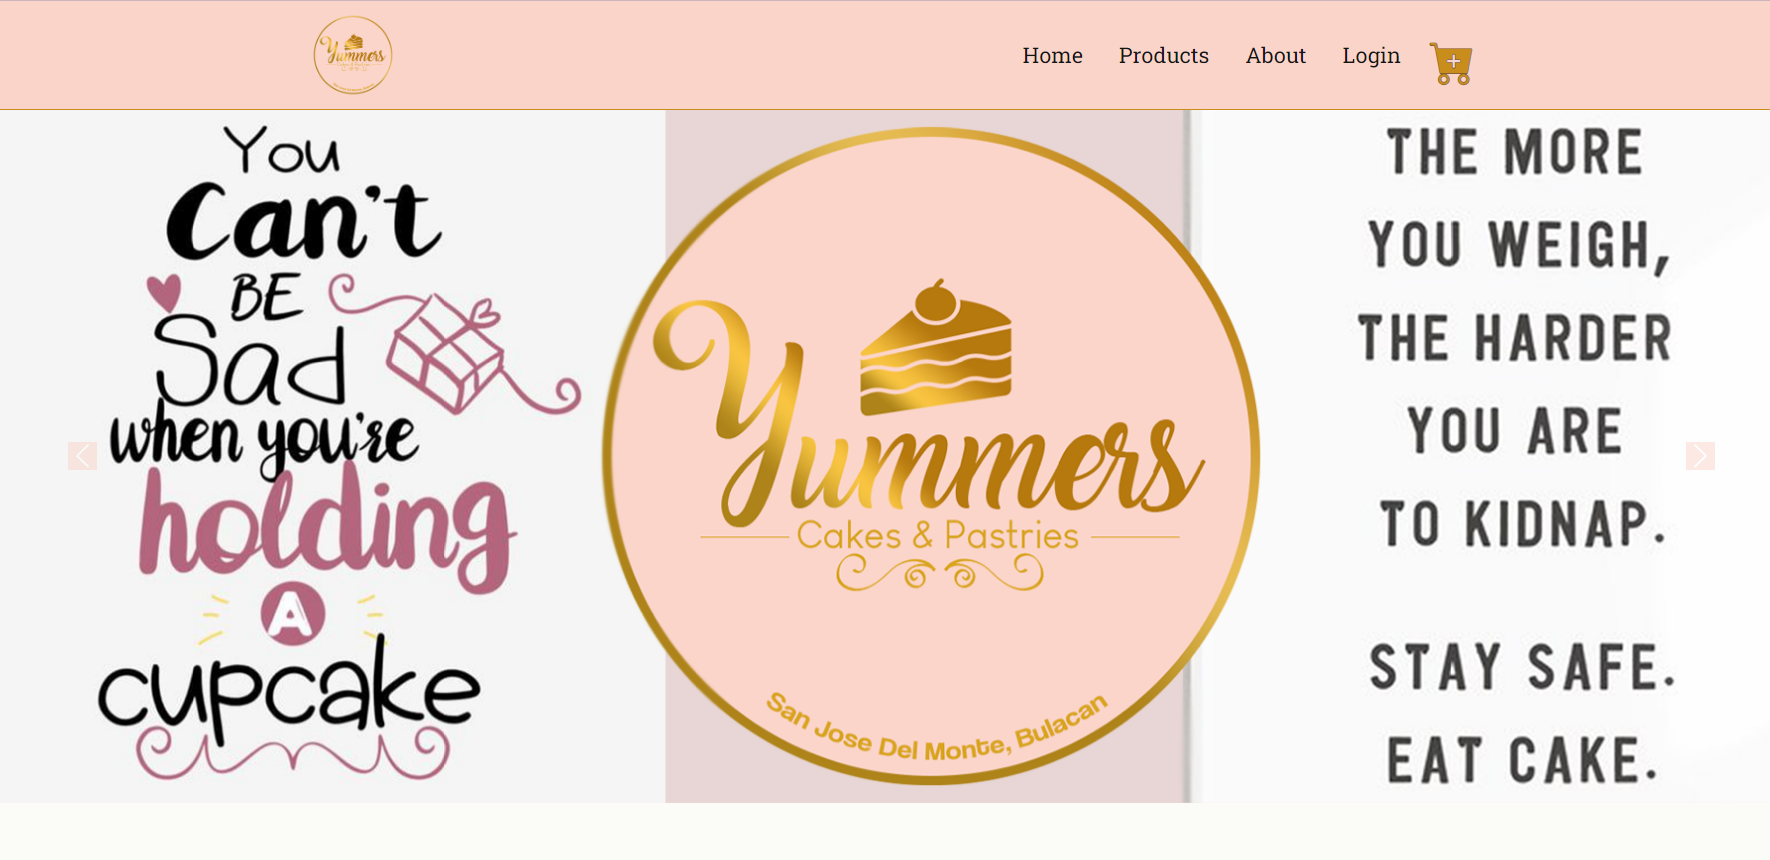 Yummers
Home Products About Login
You
Can't
BE
Sad
when you're
holding
A
cupcake
Yummers
Cakes & Pastries
San Jose Del Monte, Bulacan
THE MORE
YOU WEIGH,
THE HARDER
YOU ARE
TO KIDNAP.
STAY SAFE.
EAT CAKE.